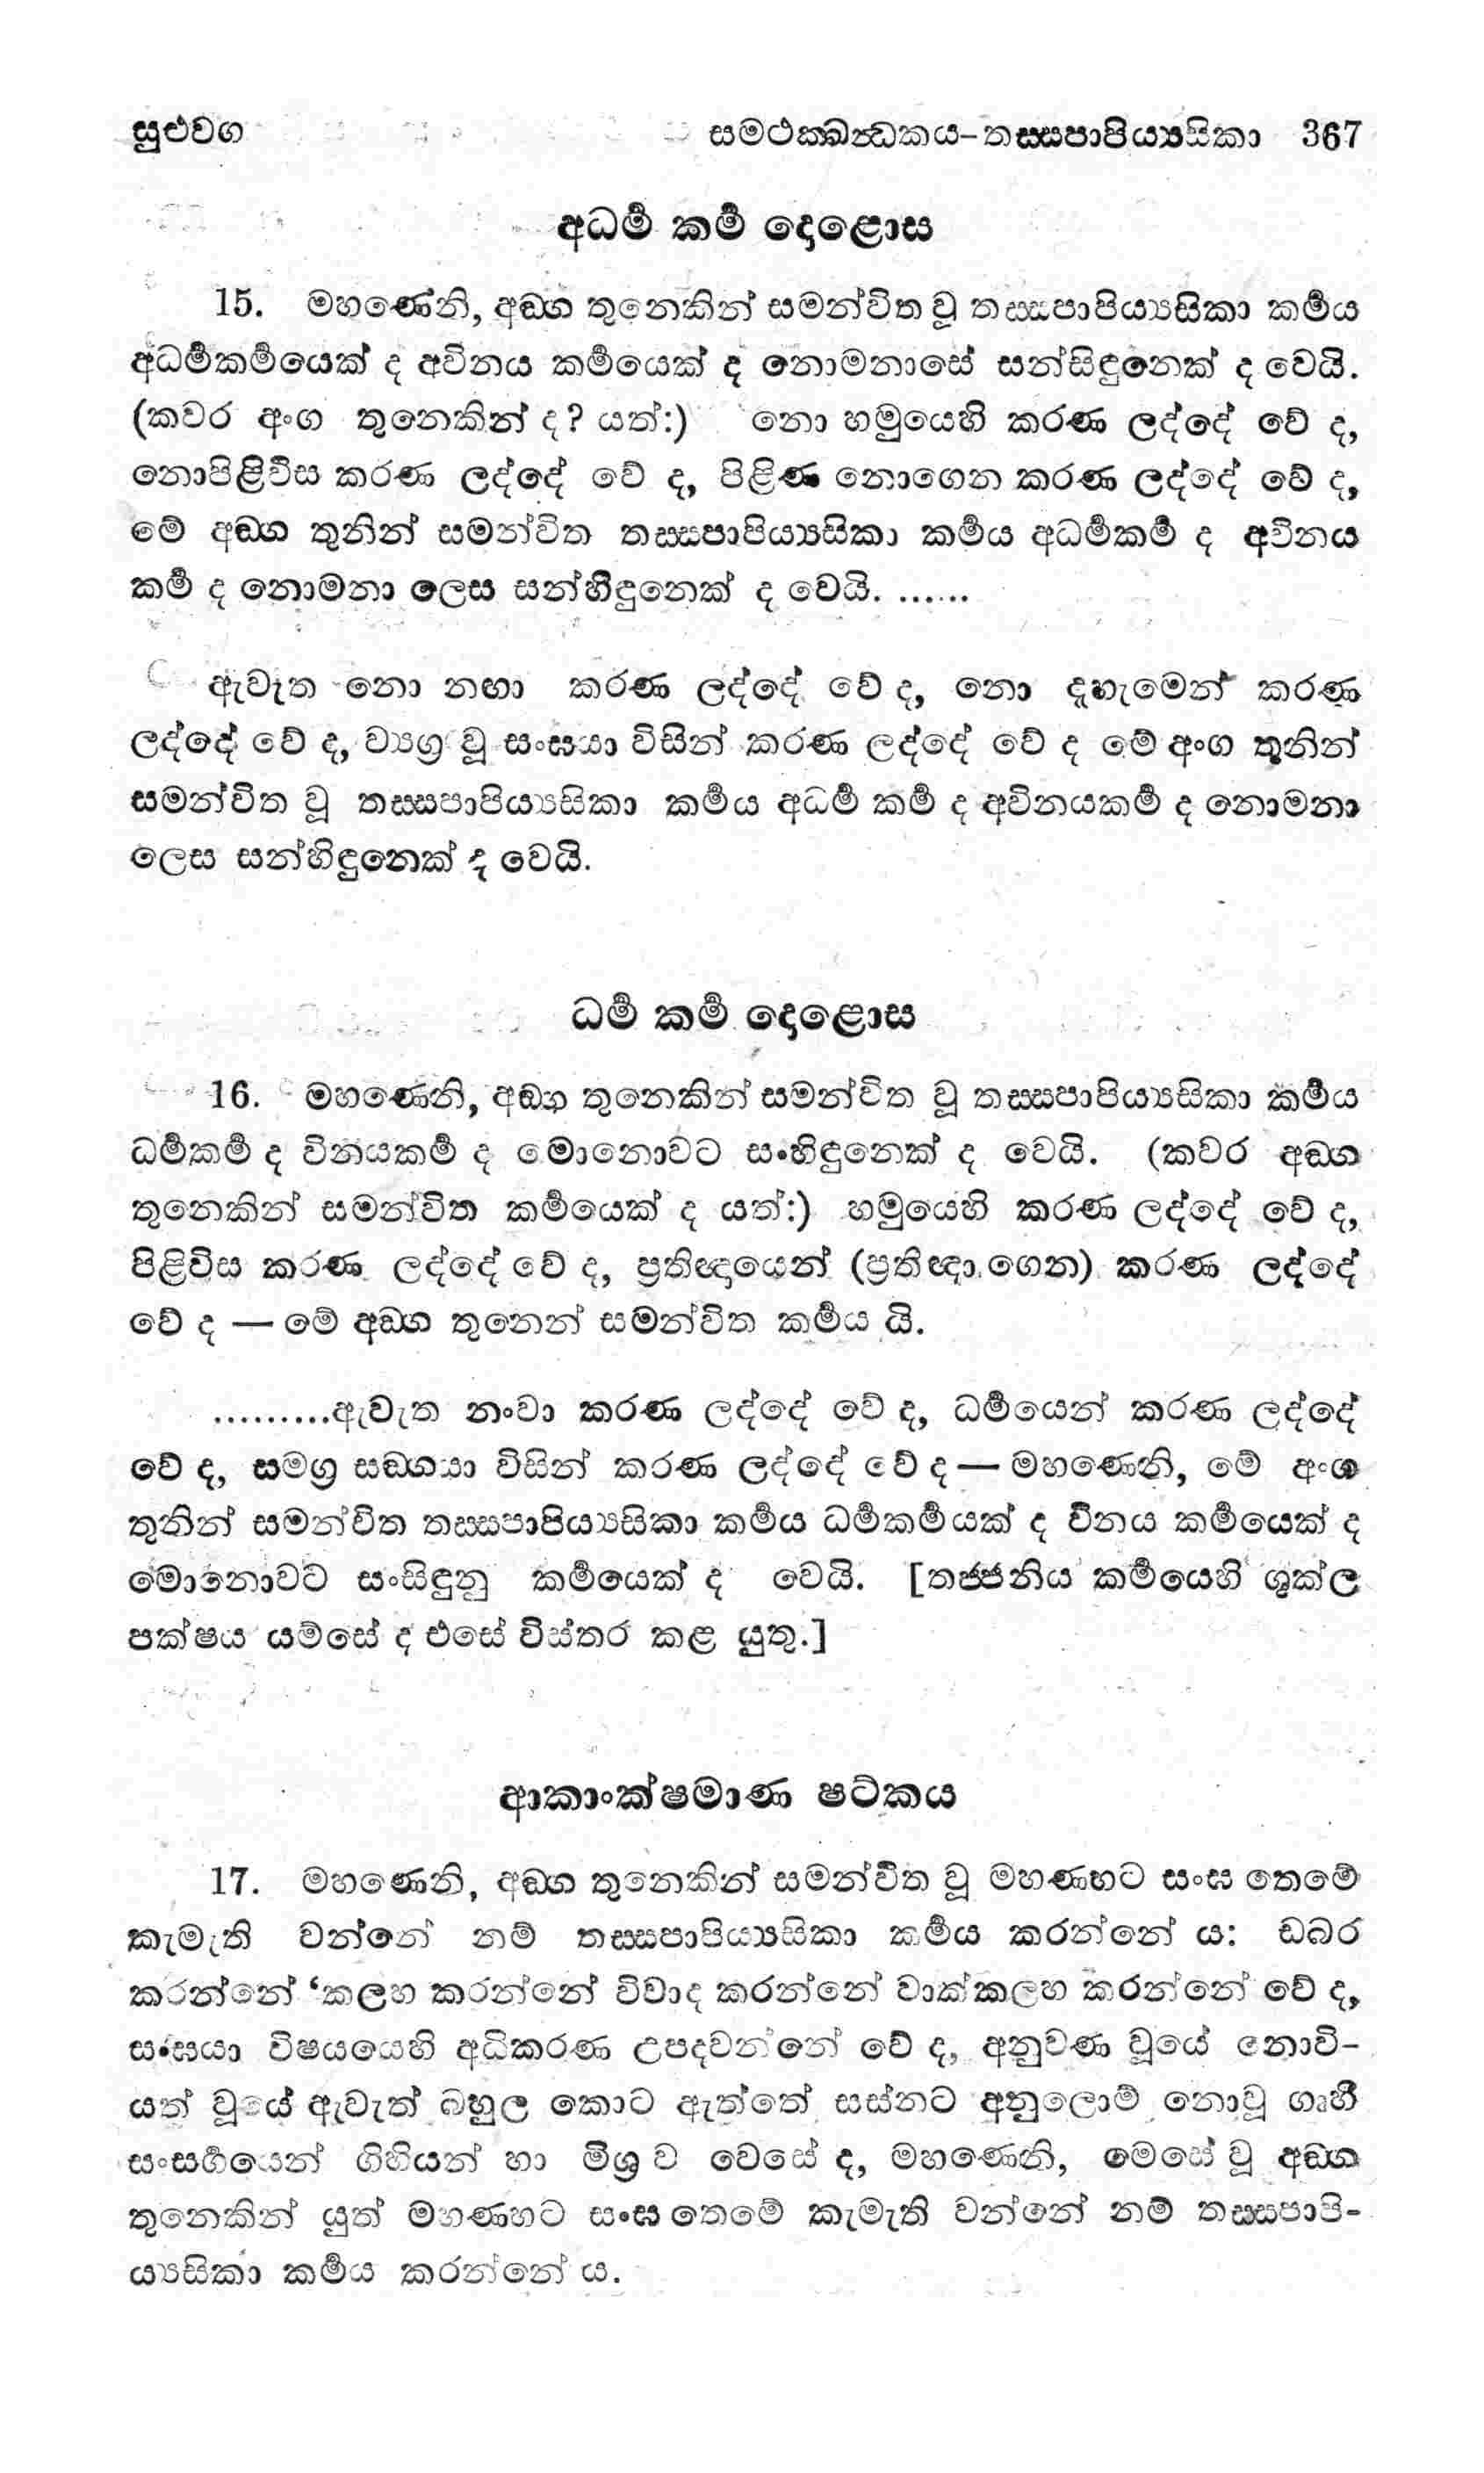 සුළුවග සමථක්ඛන්ධකය-තස්සපාපිය්‍යසිකා 367
අධර්‍ම කර්‍ම දොළොස
15. මහණෙනි, අඞ්ග තුනෙකින් සමන්විත වූ තස්සපාපිය්‍යසිකා කර්‍මය
අධර්‍මකර්‍මයෙක් ද අවිනය කර්‍මයෙක් ද නොමනාසේ සන්සිඳුනෙක් ද වෙයි.
(කවර අංග තුනෙකින් ද? යත්:) නො හමුයෙහි කරණ ලද්දේ වේ ද,
නොපිළිවිස කරණ ලද්දේ වේ ද, පිළිණ නොගෙන කරණ ලද්දේ වේ ද,
මේ අඞ්ග තුනින් සමන්විත තස්සපාපිය්‍යසිකා කර්‍මය අධර්‍මකර්‍ම ද අවිනය
කර්‍ම ද නොමනා ලෙස සන්හිඳුනෙක් ද වෙයි. ......
ඇවැත නො නඟා කරණ ලද්දේ වේ ද, නො දැහැමෙන් කරණ
ලද්දේ වේ ද, ව්‍යග්‍ර වූ සංඝයා විසින් කරණ ලද්දේ වේ ද මේ අංග තුනින්
සමන්විත වූ තස්සපාපිය්‍යසිකා කර්‍මය අධර්‍ම කර්‍ම ද අවිනයකර්‍ම ද නොමනා
ලෙස සන්හිඳුනෙක් ද වෙයි.
ධර්‍ම කර්‍ම දොළොස
16. මහණෙනි, අඞ්ග තුනෙකින් සමන්විත වූ තස්සපාපිය්‍යසිකා කර්‍මය
ධර්‍මකර්‍ම ද විනයකර්‍ම ද මොනොවට සංහිඳුනෙක් ද වෙයි. (කවර අඞ්ග
තුනෙකින් සමන්විත කර්‍මයෙක් ද යත්:) හමුයෙහි කරණ ලද්දේ වේ ද,
පිළිවිස කරණ ලද්දේ වේ ද, ප්‍රතිඥායෙන් (ප්‍රතිඥා ගෙන) කරණ ලද්දේ
වේ ද — මේ අඞ්ග තුනෙන් සමන්විත කර්‍මය යි.
.........ඇවැත නංවා කරණ ලද්දේ වේ ද, ධර්‍මයෙන් කරණ ලද්දේ
වේ ද, සමග්‍ර සඞ්ඝයා විසින් කරණ ලද්දේ වේ ද — මහණෙනි, මේ අංග
තුනින් සමන්විත තස්සපාපිය්‍යසිකා කර්‍මය ධර්‍මකර්‍මයක් ද විනය කර්‍මයෙක් ද
මොනොවට සංසිඳුනු කර්‍මයෙක් ද වෙයි. [තජ්ජනිය කර්‍මයෙහි ශුක්ල
පක්ෂය යම්සේ ද එසේ විස්තර කළ යුතු.]
ආකාංක්ෂමාණ ෂට්කය
17. මහණෙනි, අඞ්ග තුනෙකින් සමන්විත වූ මහණහට සංඝ තෙමේ
කැමැති වන්නේ නම් තස්සපාපිය්‍යසිකා කර්‍මය කරන්නේ ය: ඩබර
කරන්නේ ‘කලහ කරන්නේ විවාද කරන්නේ වාක්කලහ කරන්නේ වේ ද,
සංඝයා විෂයයෙහි අධිකරණ උපදවන්නේ වේ ද, අනුවණ වූයේ නොවි-
යත් වූයේ ඇවැත් බහුල කොට ඇත්තේ සස්නට අනුලොම් නොවූ ගෘහී
සංසර්‍ගයෙන් ගිහියන් හා මිශ්‍ර ව වෙසේ ද, මහණෙනි, මෙසේ වූ අඞ්ග
තුනෙකින් යුත් මහණහට සංඝ තෙමේ කැමැති වන්නේ නම් තස්සපාපි-
ය්‍යසිකා කර්‍මය කරන්නේ ය.